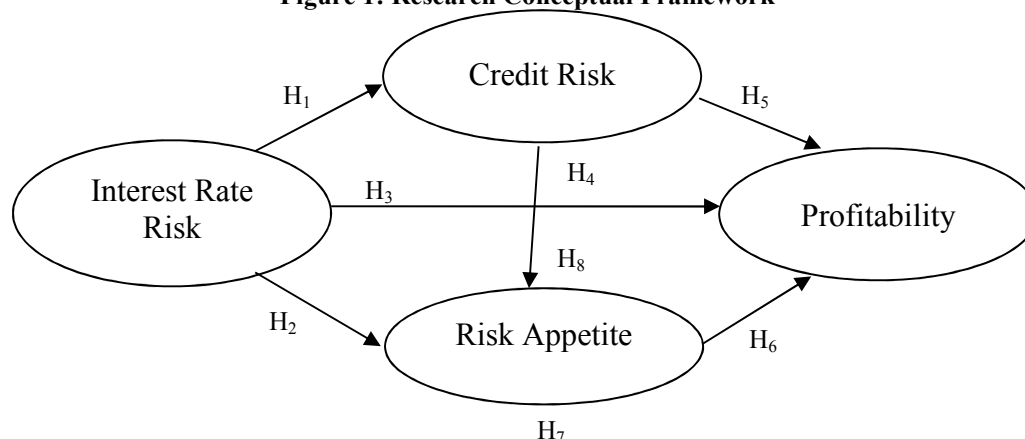 Figure 1: Research Conceptual Framework
Credit Risk
H₁
H₅
H₄
Interest Rate
Risk
H₃
Profitability
H₈
H₂
Risk Appetite
H₆
H₇